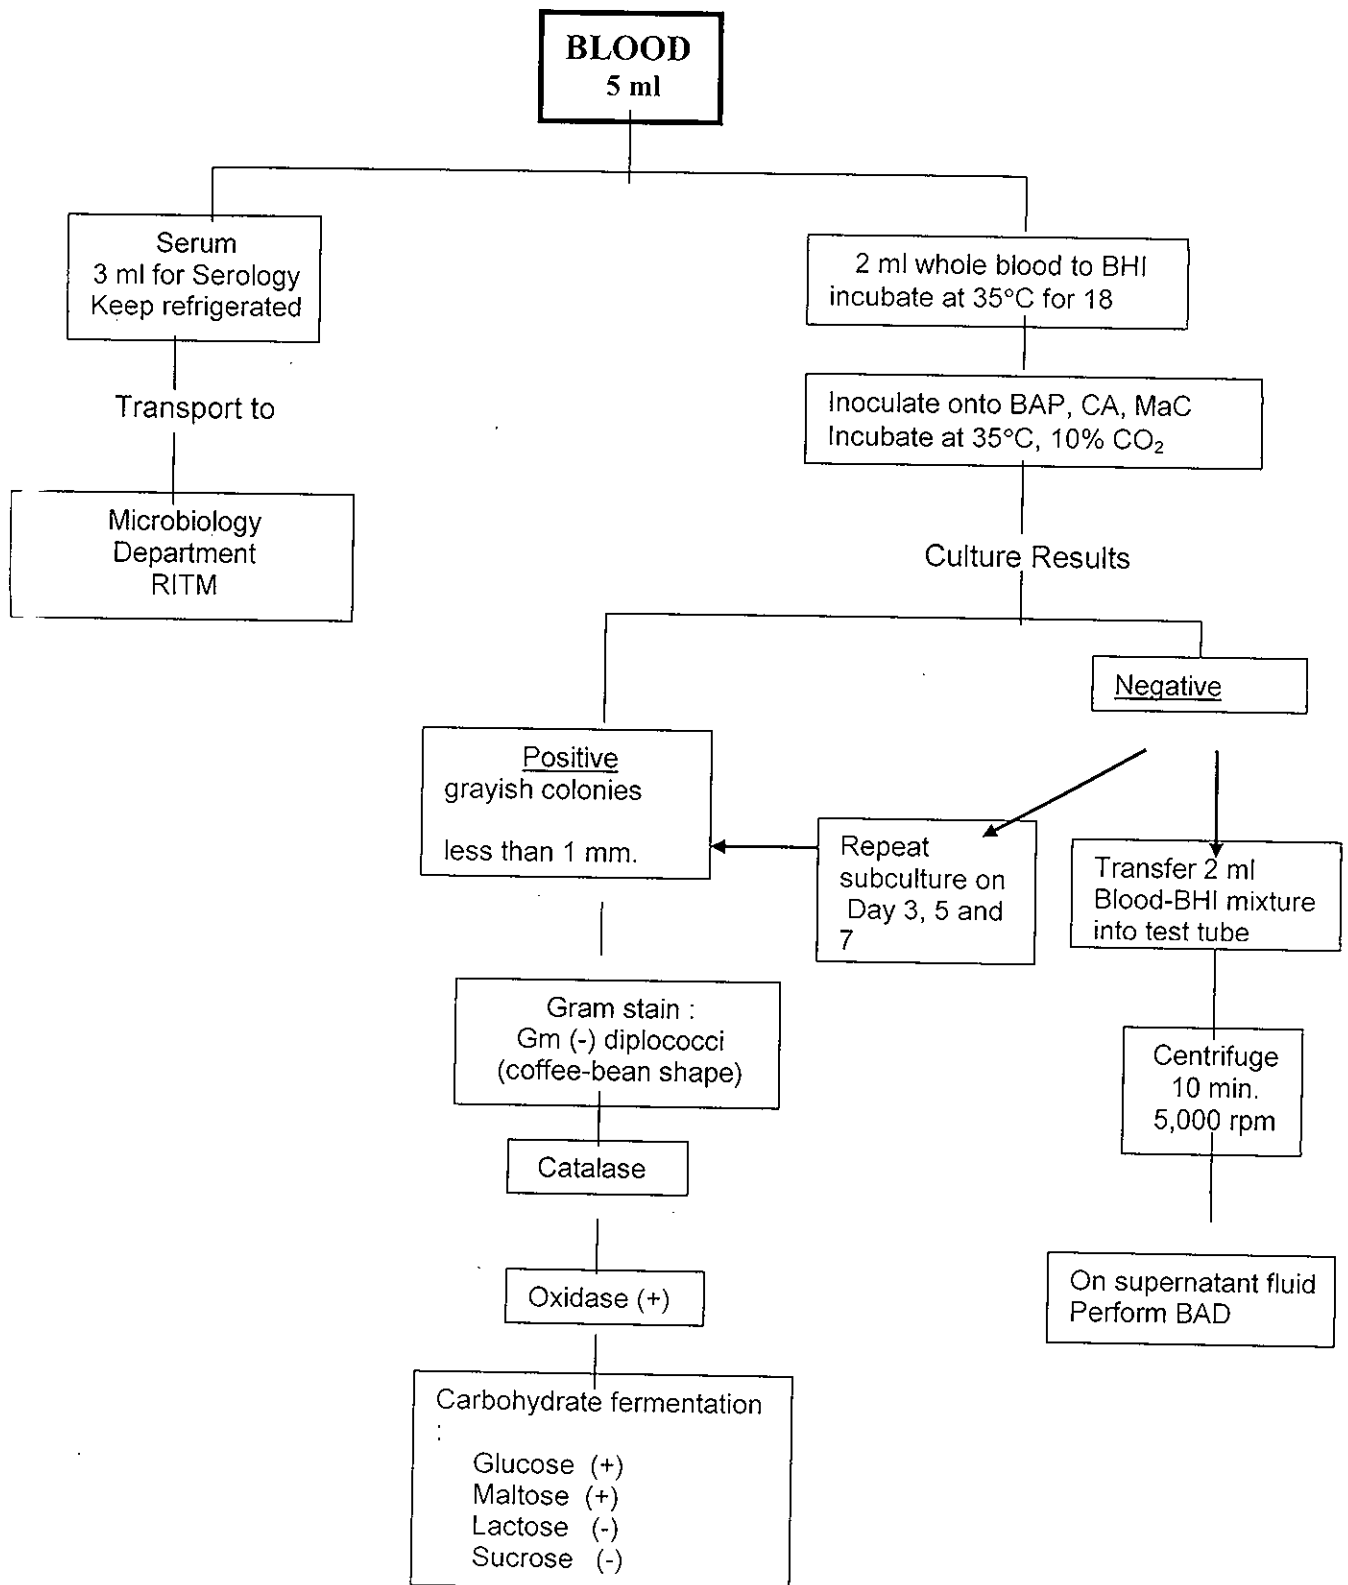 BLOOD
5 ml
Serum
3 ml for Serology
Keep refrigerated
Transport to
Microbiology
Department
RITM
2 ml whole blood to BHI
incubate at 35°C for 18
Inoculate onto BAP, CA, MaC
Incubate at 35°C, 10% CO₂
Culture Results
Negative
Positive
grayish colonies
less than 1 mm.
Repeat
subculture on
Day 3, 5 and
7
Transfer 2 ml
Blood-BHI mixture
into test tube
Gram stain :
Gm (-) diplococci
(coffee-bean shape)
Centrifuge
10 min.
5,000 rpm
Catalase
Oxidase (+)
On supernatant fluid
Perform BAD
Carbohydrate fermentation
:
Glucose (+)
Maltose (+)
Lactose (-)
Sucrose (-)